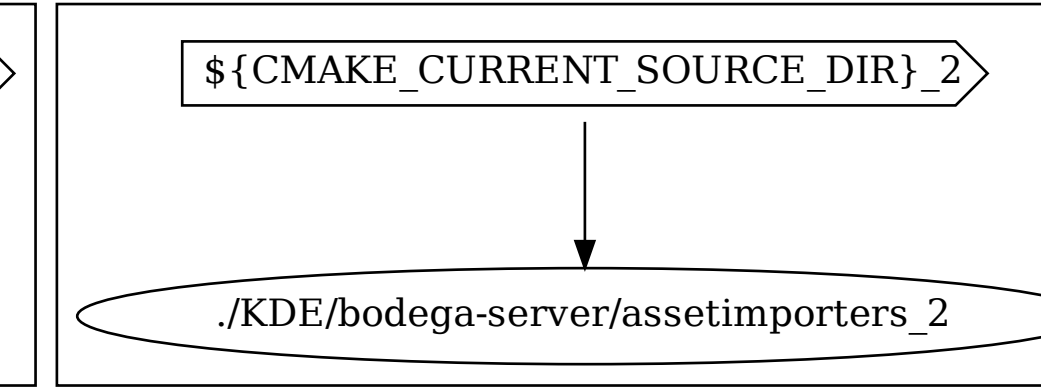 ${CMAKE_CURRENT_SOURCE_DIR}_2
./KDE/bodega-server/assetimporters_2